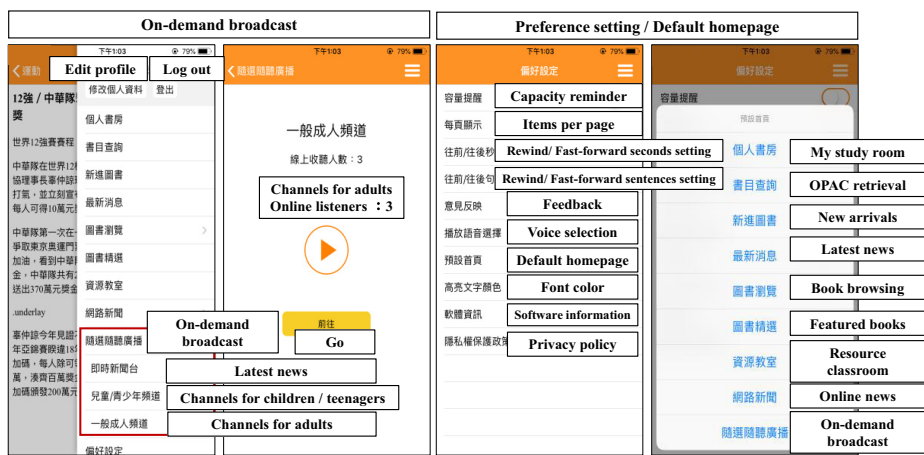 On-demand broadcast
Preference setting / Default homepage
下午1:03
79%
運動
Edit profile
Log out
修改個人資料
登出
12強 / 中華隊
獎
世界12強賽賽程
中華隊在世界12
協理事長辜仲諒
打氣，並立刻宣
每人可得10萬元
中華隊第一次在
爭取東京奧運門
加油，看到中華
金，中華隊共有2
送出370萬元獎金
.underlay
辜仲諒今年見證
年亞錦賽睽違18
加碼，每人除可
萬，湊齊百萬獎
加碼頒發200萬元
個人書房
書目查詢
新進圖書
最新消息
圖書瀏覽
圖書精選
資源教室
網路新聞
隨選隨聽廣播
On-demand
broadcast
即時新聞台
Latest news
兒童/青少年頻道
Channels for children / teenagers
一般成人頻道
Channels for adults
偏好設定
下午1:03
79%
隨選隨聽廣播
一般成人頻道
線上收聽人數：3
Channels for adults
Online listeners ：3
前往
Go
下午1:03
79%
偏好設定
容量提醒
Capacity reminder
每頁顯示
Items per page
往前/往後秒
Rewind/ Fast-forward seconds setting
往前/往後句
Rewind/ Fast-forward sentences setting
意見反映
Feedback
播放語音選擇
Voice selection
預設首頁
Default homepage
高亮文字顏色
Font color
軟體資訊
Software information
隱私權保護政策
Privacy policy
下午1:03
79%
偏好設定
容量提醒
預設首頁
個人書房
My study room
書目查詢
OPAC retrieval
新進圖書
New arrivals
最新消息
Latest news
圖書瀏覽
Book browsing
圖書精選
Featured books
資源教室
Resource
classroom
網路新聞
Online news
隨選隨聽廣播
On-demand
broadcast